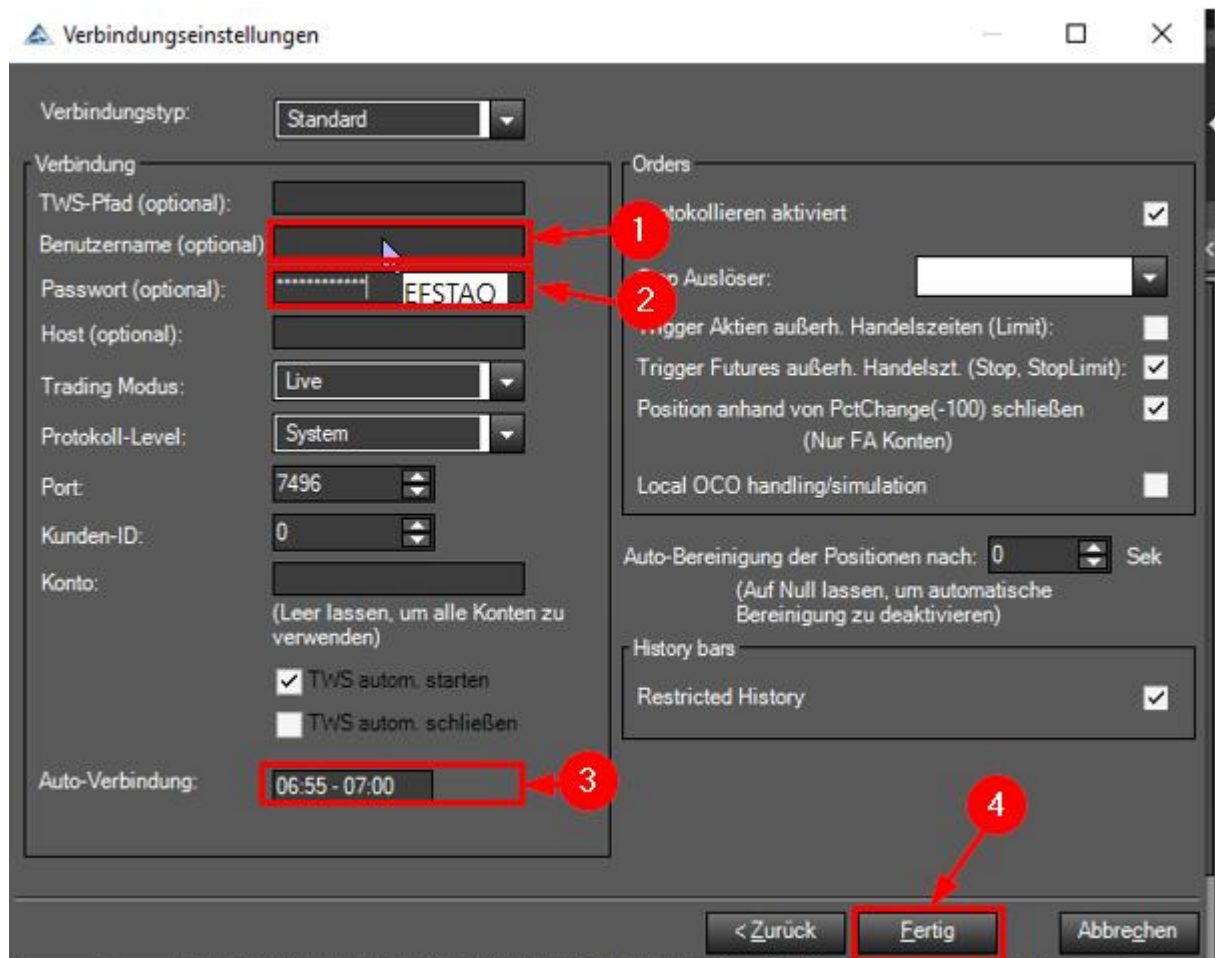 Verbindungseinstellungen
Verbindungstyp:
Standard
Verbindung
TWS-Pfad (optional):
Benutzername (optional)
1
Passwort (optional):
************
EFSTAO
2
Host (optional):
Trading Modus:
Live
Protokoll-Level:
System
Port:
7496
Kunden-ID:
0
Konto:
(Leer lassen, um alle Konten zu
verwenden)
TWS autom. starten
TWS autom. schließen
Auto-Verbindung:
06:55 - 07:00
3
Orders
tokollieren aktiviert
Auslöser:
Trigger Aktien außerh. Handelszeiten (Limit):
Trigger Futures außerh. Handelszt. (Stop, StopLimit):
Position anhand von PctChange(-100) schließen
(Nur FA Konten)
Local OCO handling/simulation
Auto-Bereinigung der Positionen nach: 0 Sek
(Auf Null lassen, um automatische
Bereinigung zu deaktivieren)
History bars
Restricted History
4
< Zurück
Fertig
Abbrechen